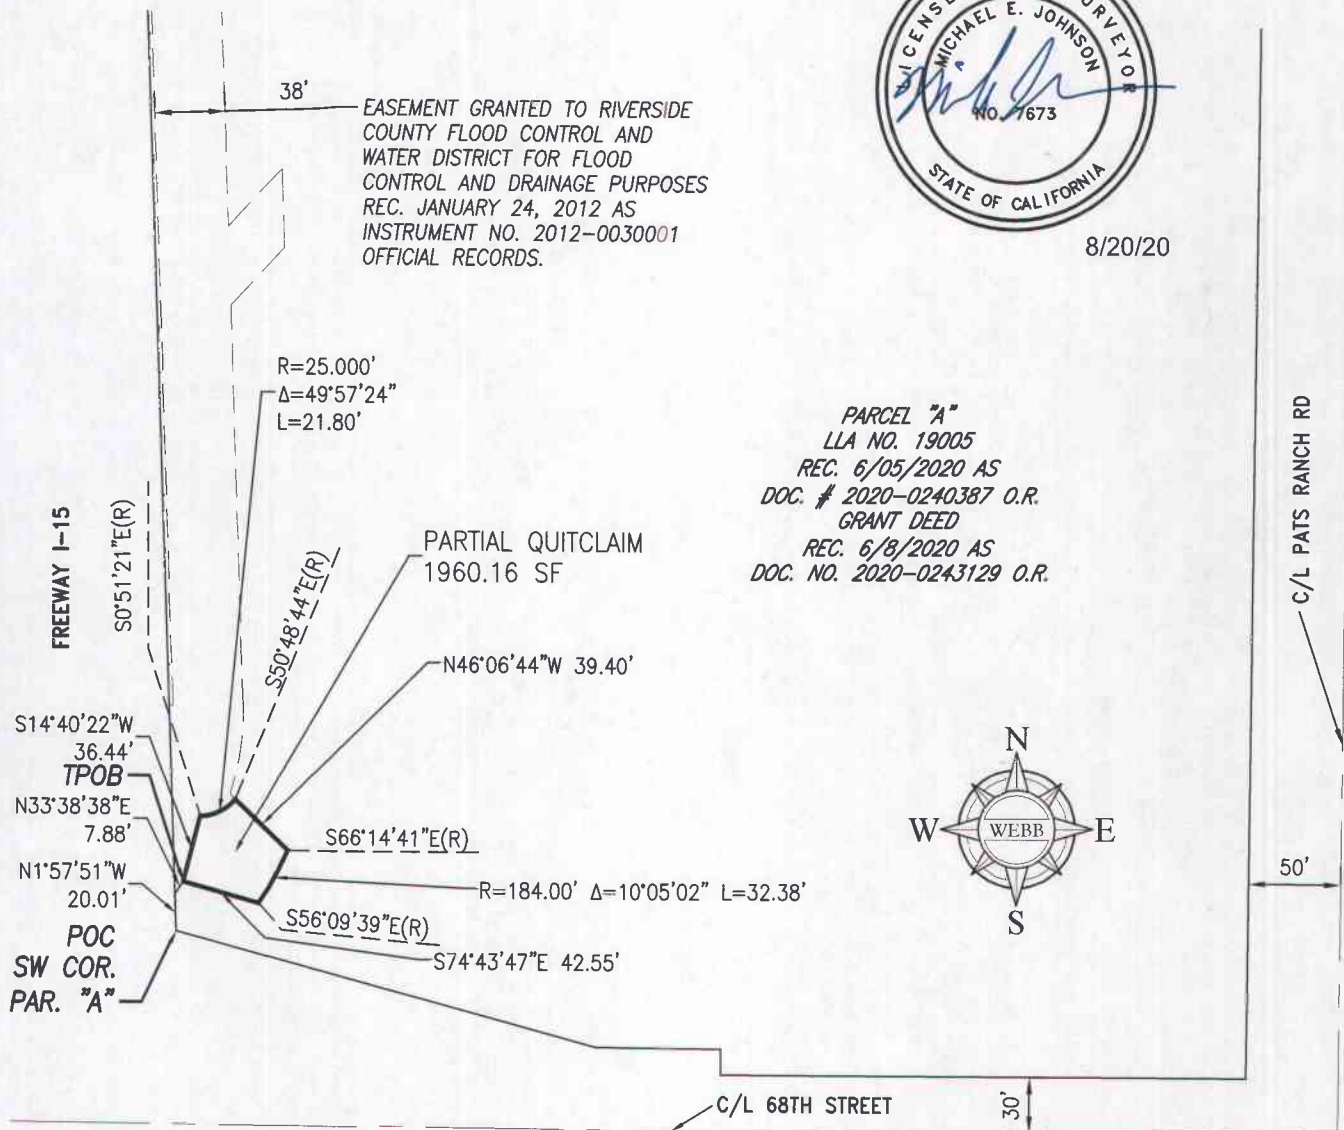 LICENSE
SURVEYOR
MICHAEL E. JOHNSON
NO. 7673
STATE OF CALIFORNIA
8/20/20
38'
EASEMENT GRANTED TO RIVERSIDE
COUNTY FLOOD CONTROL AND
WATER DISTRICT FOR FLOOD
CONTROL AND DRAINAGE PURPOSES
REC. JANUARY 24, 2012 AS
INSTRUMENT NO. 2012-0030001
OFFICIAL RECORDS.
R=25.000'
Δ=49°57'24"
L=21.80'
PARCEL "A"
LLA NO. 19005
REC. 6/05/2020 AS
DOC. # 2020-0240387 O.R.
GRANT DEED
REC. 6/8/2020 AS
DOC. NO. 2020-0243129 O.R.
C/L PATS RANCH RD
FREEWAY I-15
S0°51'21"E(R)
PARTIAL QUITCLAIM
1960.16 SF
S50°48'44"E(R)
N46°06'44"W 39.40'
S14°40'22"W
36.44'
TPOB
N33°38'38"E
7.88'
N1°57'51"W
20.01'
POC
SW COR.
PAR. "A"
S66°14'41"E(R)
R=184.00' Δ=10°05'02" L=32.38'
S56°09'39"E(R)
S74°43'47"E 42.55'
N
W
WEBB
E
S
50'
C/L 68TH STREET
30'